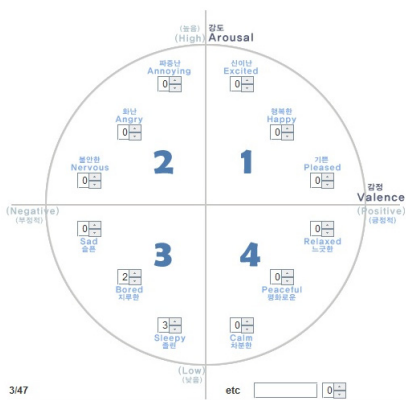 (높음) 강도
(High) Arousal
짜증난
Annoying
0
신이난
Excited
0
화난
Angry
0
행복한
Happy
0
불안한
Nervous
0
2
1
기쁜
Pleased
0
감정
Valence
(Negative)
(부정적)
(Positive)
(긍정적)
0
Sad
슬픈
0
Relaxed
느긋한
3
4
2
Bored
지루한
0
Peaceful
평화로운
3
Sleepy
졸린
0
Calm
차분한
(Low)
(낮음)
3/47
etc
0